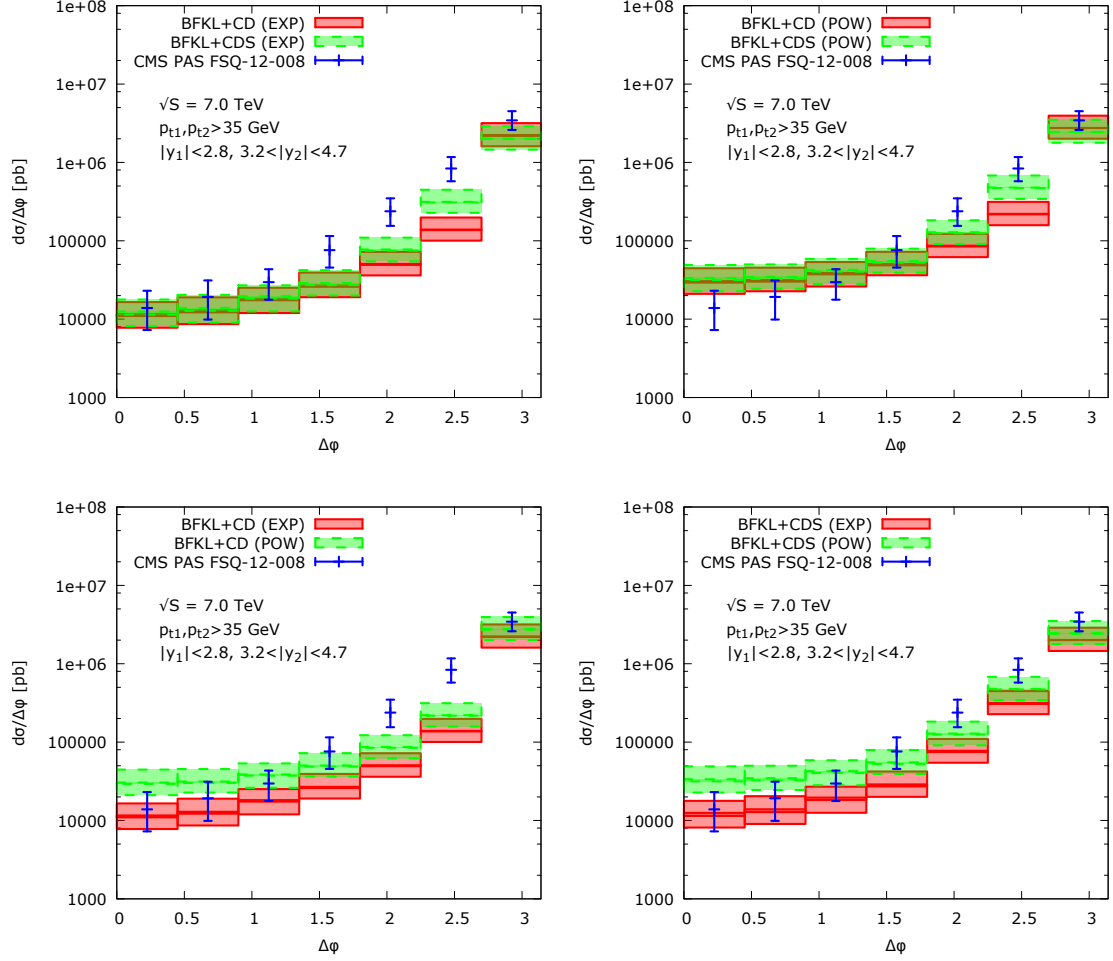 BFKL+CD (EXP)
BFKL+CDS (EXP)
CMS PAS FSQ-12-008
√S = 7.0 TeV
p_t1,p_t2>35 GeV
|y_1|<2.8, 3.2<|y_2|<4.7
dσ/Δφ [pb]
1e+08
1e+07
1e+06
100000
10000
1000
0 0.5 1 1.5 2 2.5 3
Δφ
BFKL+CD (POW)
BFKL+CDS (POW)
CMS PAS FSQ-12-008
√S = 7.0 TeV
p_t1,p_t2>35 GeV
|y_1|<2.8, 3.2<|y_2|<4.7
dσ/Δφ [pb]
1e+08
1e+07
1e+06
100000
10000
1000
0 0.5 1 1.5 2 2.5 3
Δφ
BFKL+CD (EXP)
BFKL+CD (POW)
CMS PAS FSQ-12-008
√S = 7.0 TeV
p_t1,p_t2>35 GeV
|y_1|<2.8, 3.2<|y_2|<4.7
dσ/Δφ [pb]
1e+08
1e+07
1e+06
100000
10000
1000
0 0.5 1 1.5 2 2.5 3
Δφ
BFKL+CDS (EXP)
BFKL+CDS (POW)
CMS PAS FSQ-12-008
√S = 7.0 TeV
p_t1,p_t2>35 GeV
|y_1|<2.8, 3.2<|y_2|<4.7
dσ/Δφ [pb]
1e+08
1e+07
1e+06
100000
10000
1000
0 0.5 1 1.5 2 2.5 3
Δφ